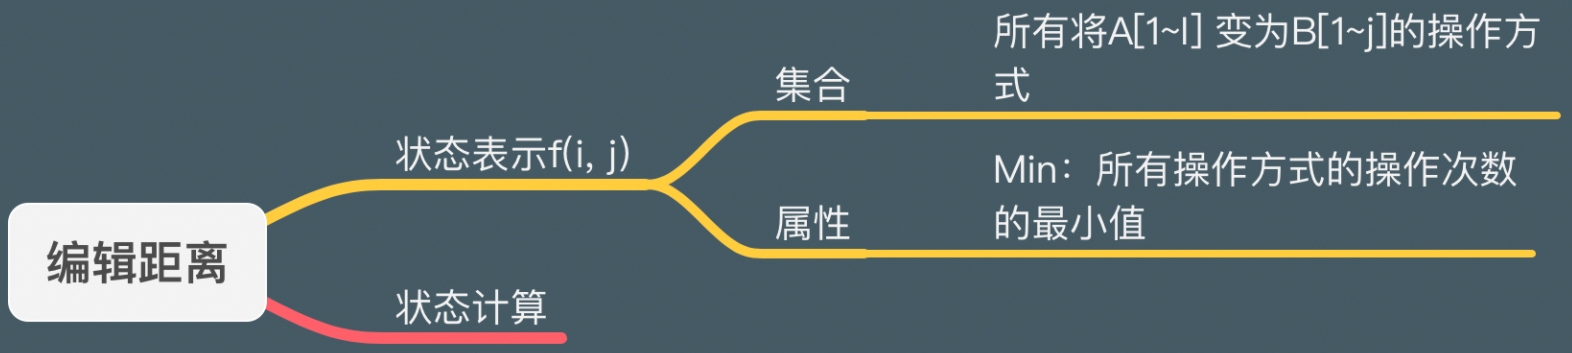 编辑距离
状态表示f(i, j)
集合
所有将A[1~I] 变为B[1~j]的操作方
式
属性
Min：所有操作方式的操作次数
的最小值
状态计算